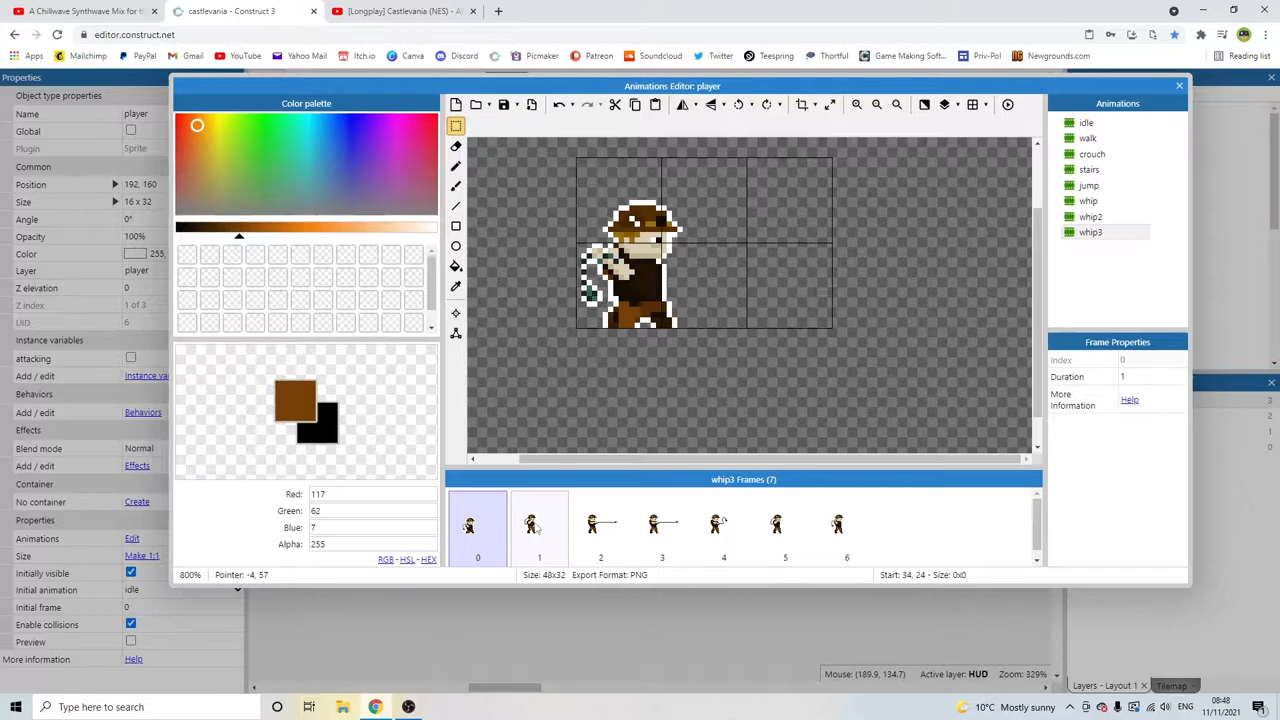 A Chillwave Synthwave Mix for th
castlevania - Construct 3
[Longplay] Castlevania (NES) - A
editor.construct.net
Apps
Mailchimp
PayPal
Gmail
YouTube
Yahoo Mail
Itch.io
Canva
Discord
Picmaker
Patreon
Soundcloud
Twitter
Teespring
Thortful
Game Making Soft...
Priv-Pol
Newgrounds.com
Reading list
Properties
Object type properties
Name
player
Global
Plugin
Sprite
Common
Position
192, 160
Size
16 x 32
Angle
0°
Opacity
100%
Color
255,
Layer
player
Z elevation
0
Z index
1 of 3
UID
6
Instance variables
attacking
Add / edit
Instance va
Behaviors
Add / edit
Behaviors
Effects
Blend mode
Normal
Add / edit
Effects
Container
No container
Create
Properties
Animations
Edit
Size
Make 1:1
Initially visible
Initial animation
idle
Initial frame
0
Enable collisions
Preview
More information
Help
Animations Editor: player
Color palette
Red:
117
Green:
62
Blue:
7
Alpha:
255
RGB - HSL - HEX
800%
Pointer: -4, 57
Size: 48x32 Export Format: PNG
Start: 34, 24 - Size: 0x0
whip3 Frames (7)
0
1
2
3
4
5
6
Animations
idle
walk
crouch
stairs
jump
whip
whip2
whip3
Frame Properties
Index
0
Duration
1
More Information
Help
3
2
1
0
Mouse: (189.9, 134.7)
Active layer: HUD
Zoom: 329%
Layers - Layout 1
Tilemap
Type here to search
10°C Mostly sunny
ENG
08:48
11/11/2021